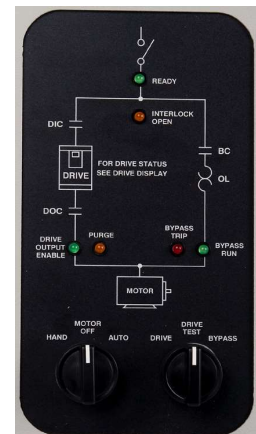 READY
INTERLOCK
OPEN
DIC
BC
DRIVE
FOR DRIVE STATUS
SEE DRIVE DISPLAY
OL
DOC
DRIVE
OUTPUT
ENABLE
PURGE
BYPASS
TRIP
BYPASS
RUN
MOTOR
MOTOR
OFF
HAND
AUTO
DRIVE
TEST
DRIVE
BYPASS